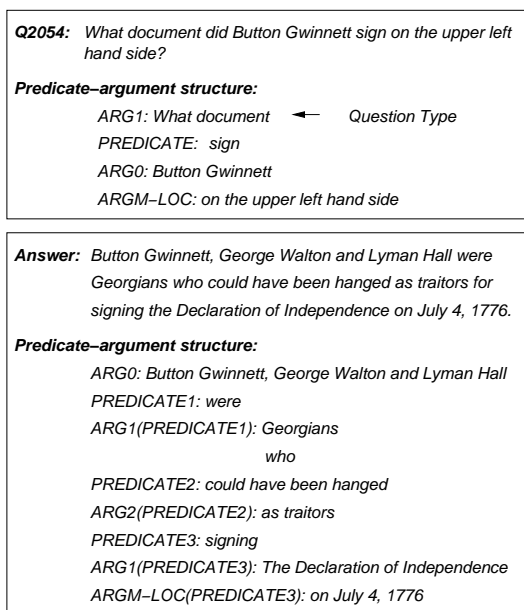 Q2054: What document did Button Gwinnett sign on the upper left
hand side?
Predicate–argument structure:
ARG1: What document Question Type
PREDICATE: sign
ARG0: Button Gwinnett
ARGM–LOC: on the upper left hand side
Answer: Button Gwinnett, George Walton and Lyman Hall were
Georgians who could have been hanged as traitors for
signing the Declaration of Independence on July 4, 1776.
Predicate–argument structure:
ARG0: Button Gwinnett, George Walton and Lyman Hall
PREDICATE1: were
ARG1(PREDICATE1): Georgians
who
PREDICATE2: could have been hanged
ARG2(PREDICATE2): as traitors
PREDICATE3: signing
ARG1(PREDICATE3): The Declaration of Independence
ARGM–LOC(PREDICATE3): on July 4, 1776